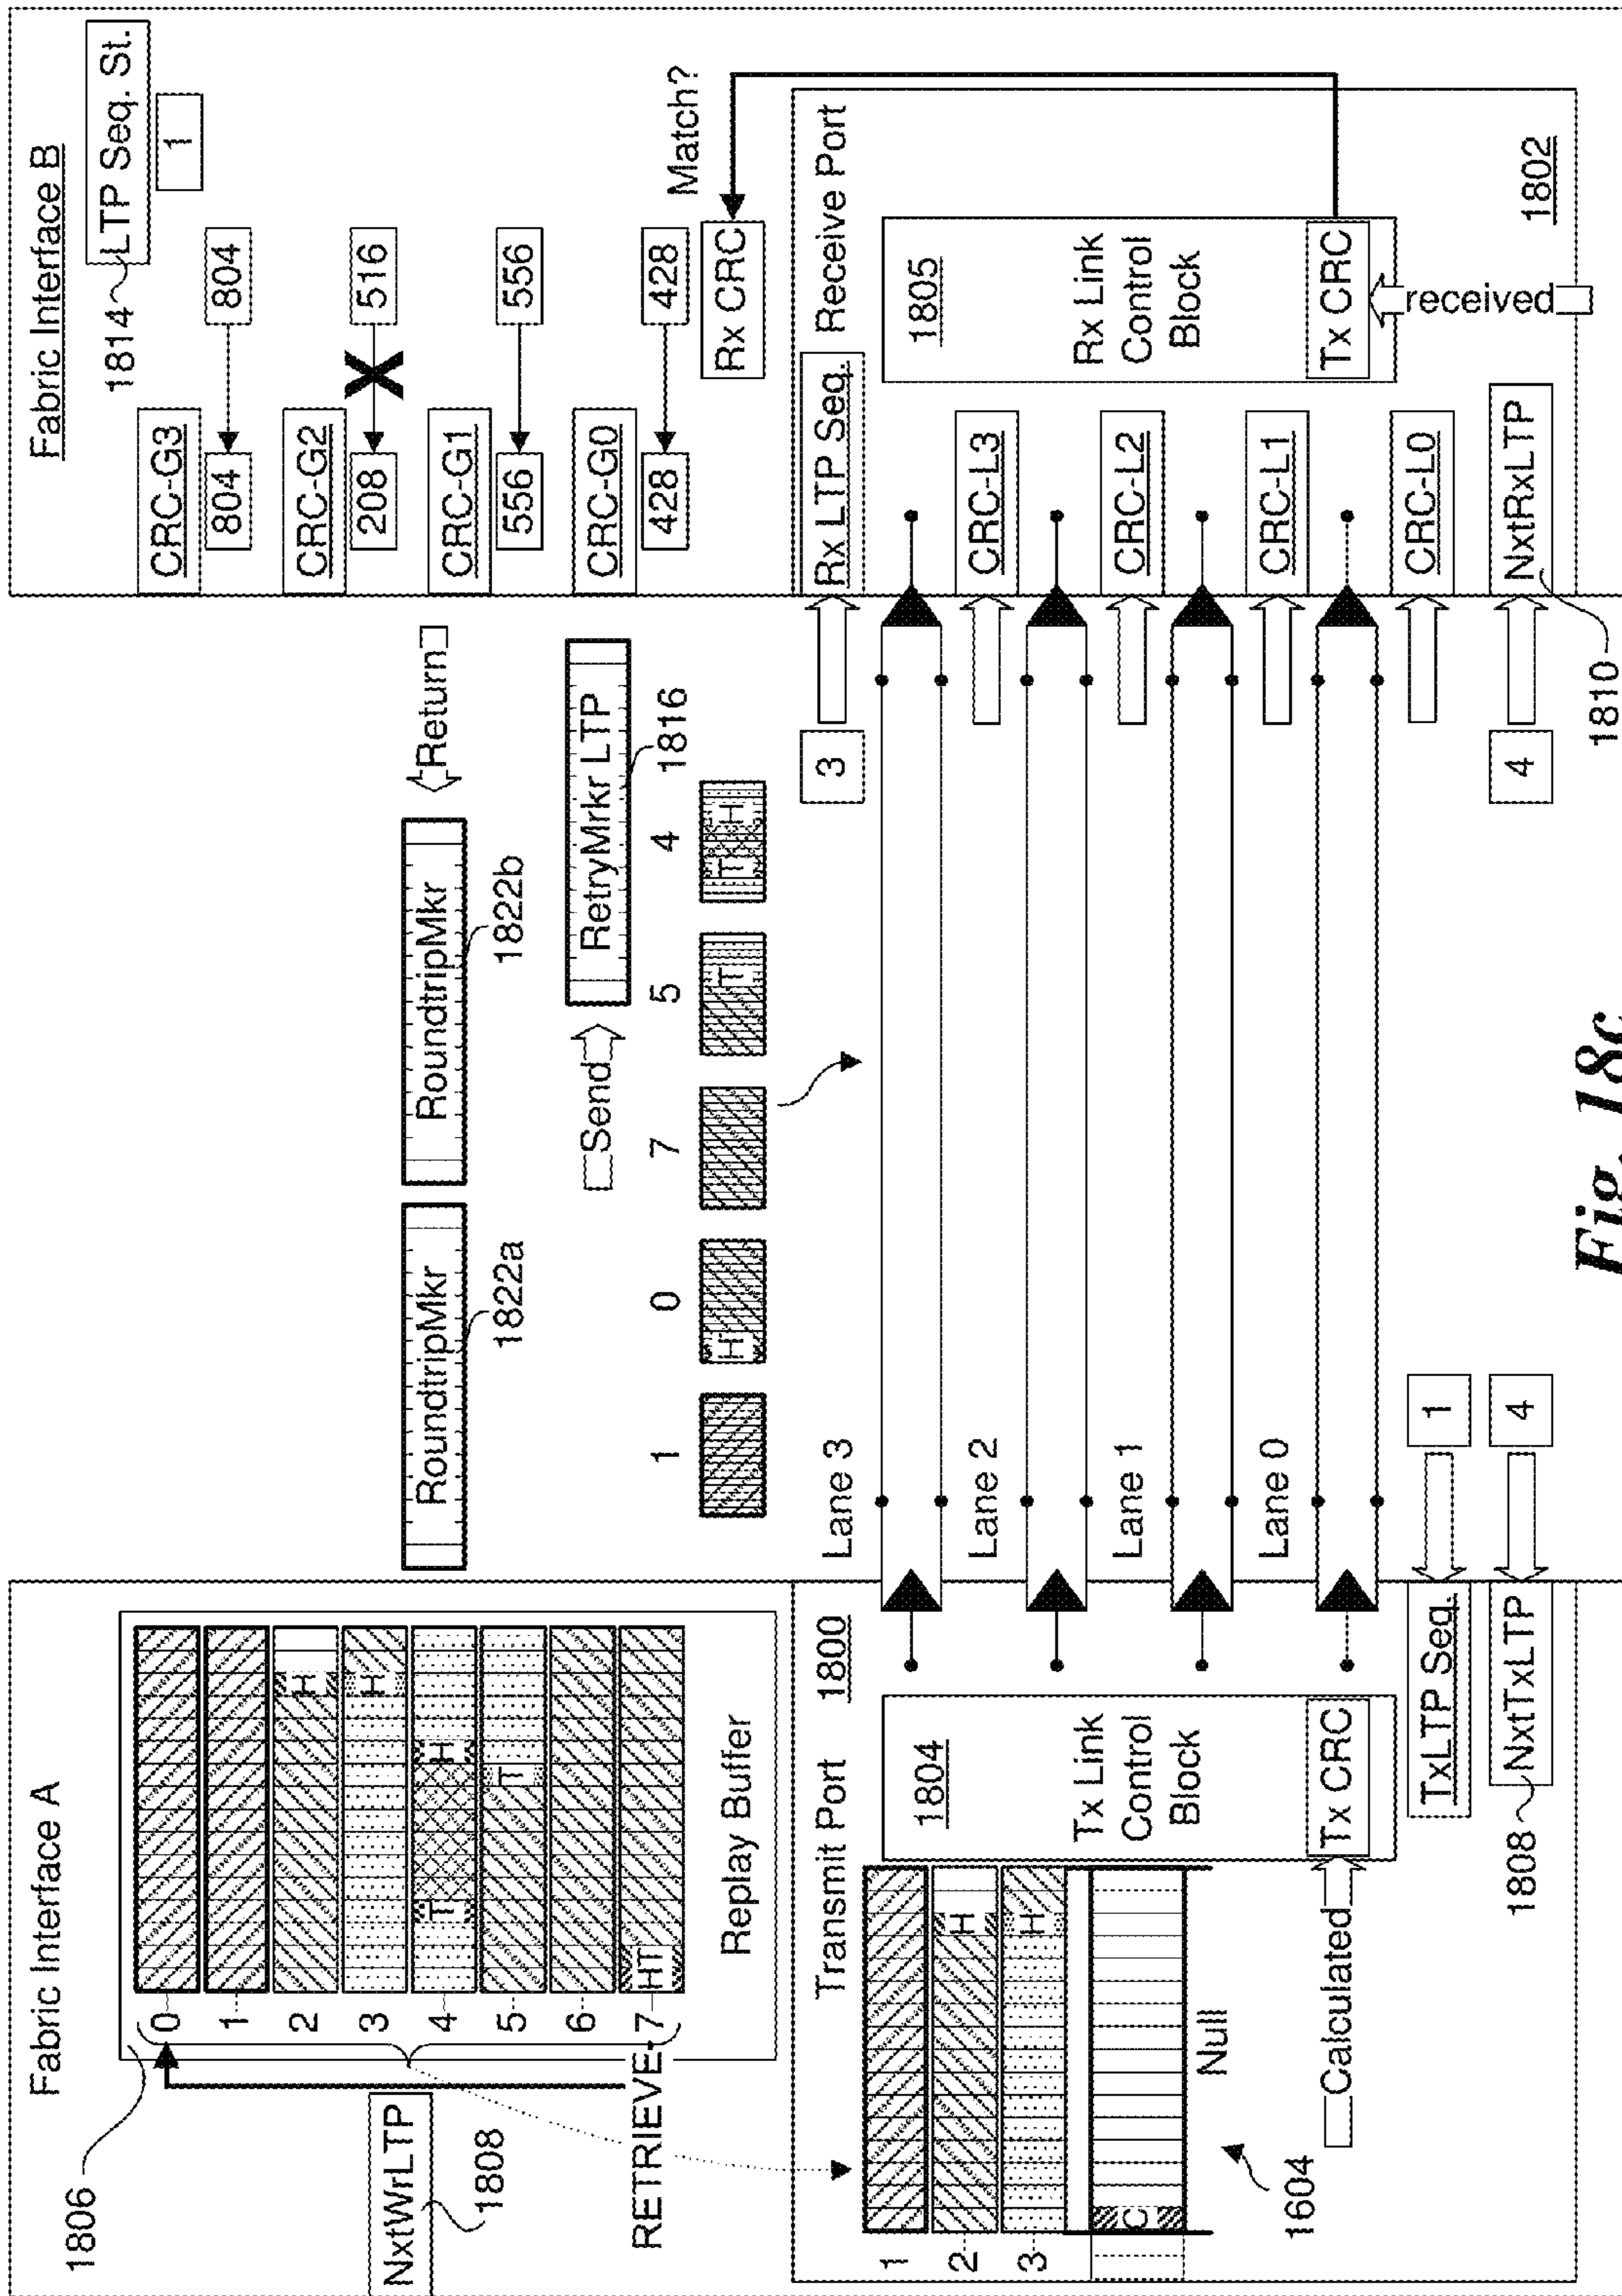 Fabric Interface A
1806
0
1
2
H
3
H
4
T
H
5
T
6
7
HT
Replay Buffer
NxtWrLTP
1808
RETRIEVE
RoundtripMkr
1822a
RoundtripMkr
1822b
Return
Send
RetryMrkr LTP
1816
1
0
H
7
5
T
4
T
H
Fabric Interface B
1814
LTP Seq. St.
1
CRC-G3
804
804
CRC-G2
208
516
CRC-G1
556
556
CRC-G0
428
428
Rx CRC
Match?
Transmit Port
1800
1
2
H
3
H
C
Null
1604
1804
Tx Link
Control
Block
Tx CRC
Calculated
TxLTP Seq.
1
1808
NxtTxLTP
4
Lane 3
Lane 2
Lane 1
Lane 0
3
Rx LTP Seq.
Receive Port
CRC-L3
CRC-L2
CRC-L1
CRC-L0
4
NxtRxLTP
1810
1805
Rx Link
Control
Block
Tx CRC
received
1802
Fig. 18c